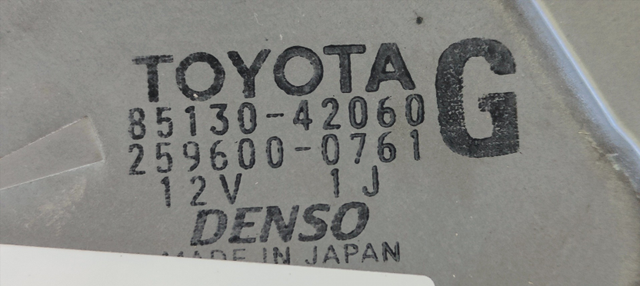 TOYOTA G
85130-42060
259600-0761
12V 1J
DENSO
MADE IN JAPAN